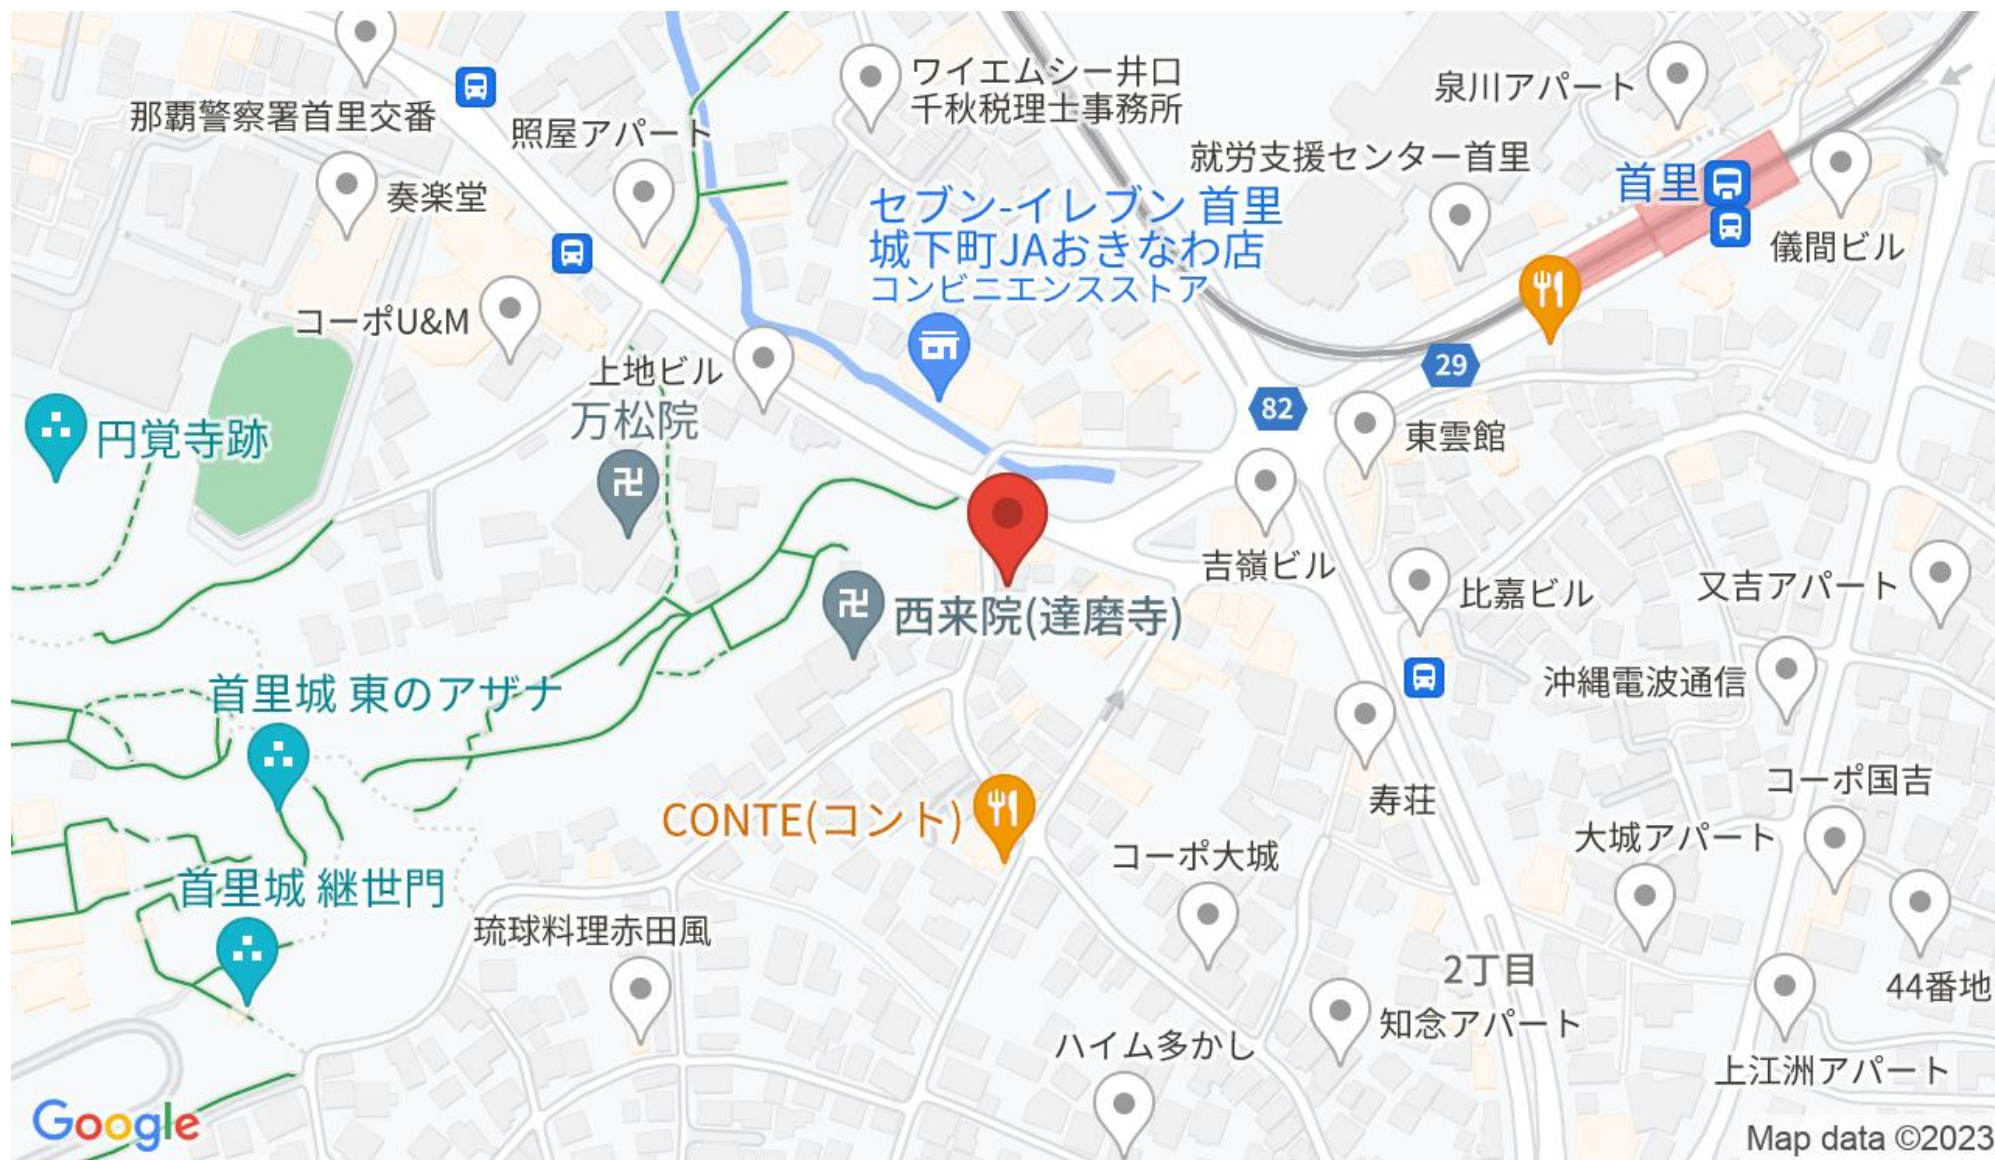 那覇警察署首里交番
ワイエムシー井口
千秋税理士事務所
泉川アパート
照屋アパート
就労支援センター首里
奏楽堂
首里
セブン-イレブン 首里
城下町JAおきなわ店
コンビニエンスストア
儀間ビル
コーポU&M
上地ビル
29
82
万松院
円覚寺跡
東雲館
吉嶺ビル
比嘉ビル
又吉アパート
西来院(達磨寺)
首里城 東のアザナ
沖縄電波通信
コーポ国吉
寿荘
CONTE(コント)
大城アパート
コーポ大城
首里城 継世門
琉球料理赤田風
2丁目
44番地
知念アパート
ハイム多かし
上江洲アパート
Google
Map data ©2023